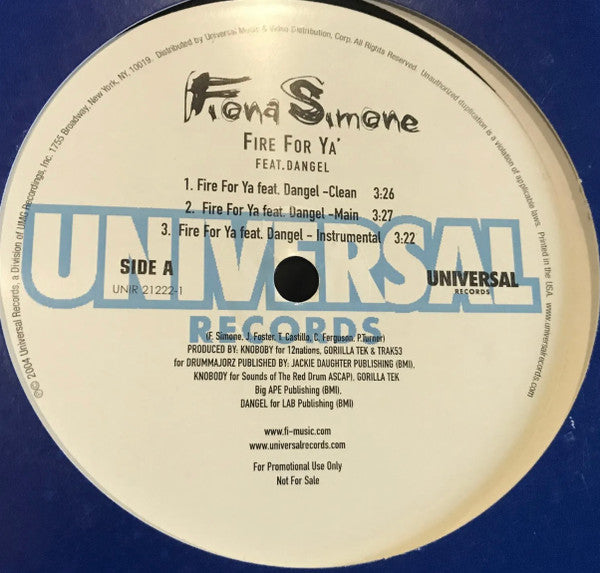 Fiona Simone
FIRE FOR YA'
FEAT. DANGEL
1. Fire For Ya feat. Dangel -Clean 3:26
2. Fire For Ya feat. Dangel -Main 3:27
3. Fire For Ya feat. Dangel - Instrumental 3:22
UNIVERSAL
RECORDS
SIDE A
UNIR 21222-1
UNIVERSAL
RECORDS
(F. Simone, J. Foster, T. Castillo, C. Ferguson, P.Turner)
PRODUCED BY: KNOBOBY for 12nations, GORIILLA TEK & TRAK53
for DRUMMAJORZ PUBLISHED BY: JACKIE DAUGHTER PUBLISHING (BMI),
KNOBODY for Sounds of The Red Drum ASCAP), GORILLA TEK
Big APE Publishing (BMI),
DANGEL for LAB Publishing (BMI)
www.fi-music.com
www.universalrecords.com
For Promotional Use Only
Not For Sale
℗© 2004 Universal Records, a Division of UMG Recordings, Inc. 1755 Broadway, New York, NY, 10019. Distributed by Universal Music & Video Distribution, Corp. All Rights Reserved. Unauthorized duplication is a violation of applicable laws. Printed in the USA. www.universalrecords.com